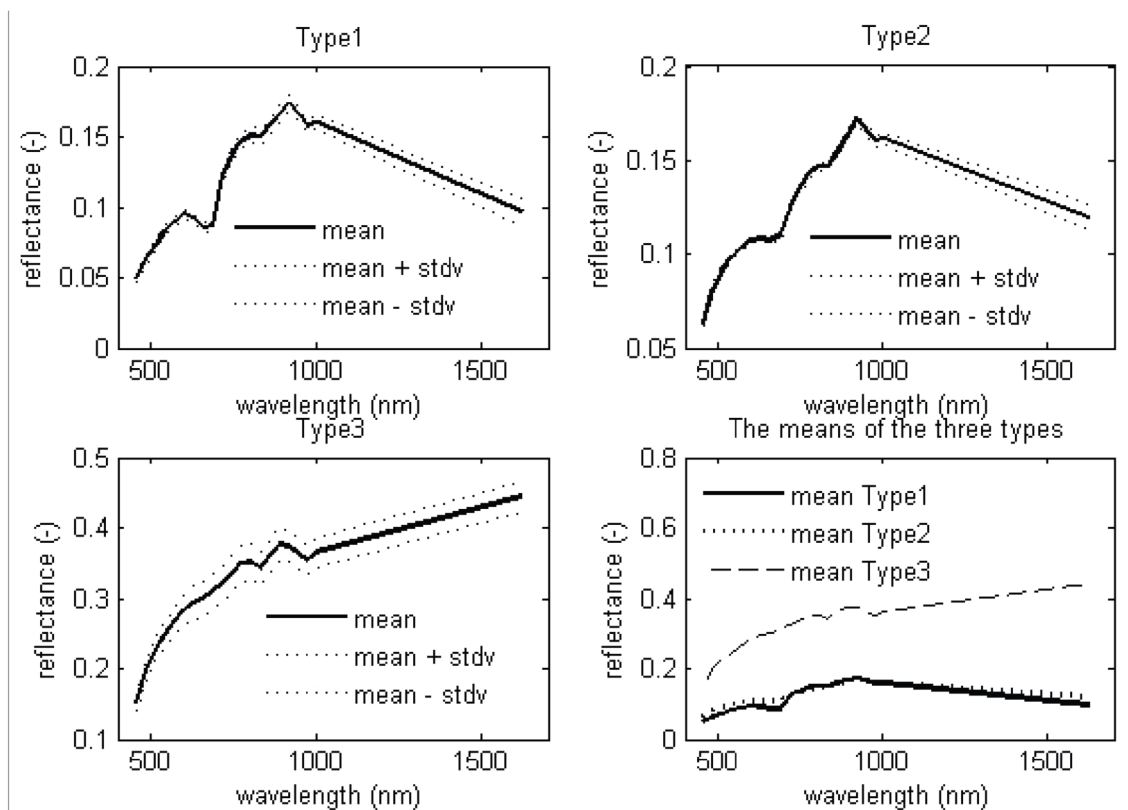 Type1
0.2
0.15
0.1
0.05
0
reflectance (-)
mean
mean + stdv
mean - stdv
500
1000
1500
wavelength (nm)
Type2
0.2
0.15
0.1
0.05
reflectance (-)
mean
mean + stdv
mean - stdv
500
1000
1500
wavelength (nm)
Type3
0.5
0.4
0.3
0.2
0.1
reflectance (-)
mean
mean + stdv
mean - stdv
500
1000
1500
wavelength (nm)
The means of the three types
0.8
0.6
0.4
0.2
0
reflectance (-)
mean Type1
mean Type2
mean Type3
500
1000
1500
wavelength (nm)